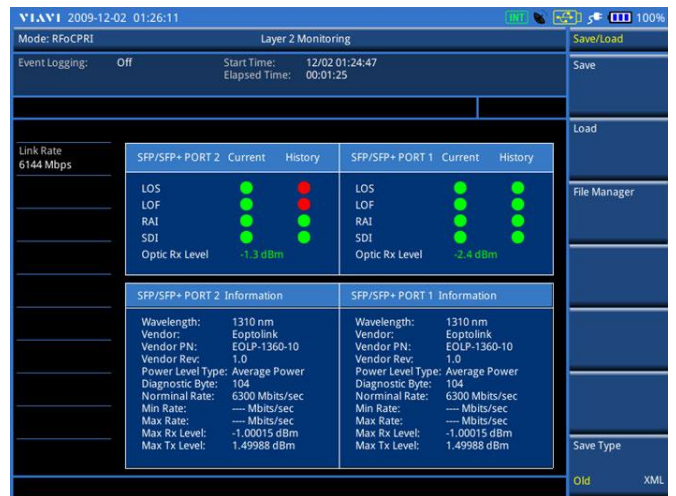 VIAVI 2009-12-02 01:26:11 INT 100%
Mode: RFoCPRI Layer 2 Monitoring Save/Load
Event Logging: Off Start Time: 12/02 01:24:47
Elapsed Time: 00:01:25
Save
Load
File Manager
Save Type
Old XML
Link Rate
6144 Mbps
SFP/SFP+ PORT 2 Current History
LOS
LOF
RAI
SDI
Optic Rx Level -1.3 dBm
SFP/SFP+ PORT 1 Current History
LOS
LOF
RAI
SDI
Optic Rx Level -2.4 dBm
SFP/SFP+ PORT 2 Information
Wavelength: 1310 nm
Vendor: Eoptolink
Vendor PN: EOLP-1360-10
Vendor Rev: 1.0
Power Level Type: Average Power
Diagnostic Byte: 104
Norminal Rate: 6300 Mbits/sec
Min Rate: ---- Mbits/sec
Max Rate: ---- Mbits/sec
Max Rx Level: -1.00015 dBm
Max Tx Level: 1.49988 dBm
SFP/SFP+ PORT 1 Information
Wavelength: 1310 nm
Vendor: Eoptolink
Vendor PN: EOLP-1360-10
Vendor Rev: 1.0
Power Level Type: Average Power
Diagnostic Byte: 104
Norminal Rate: 6300 Mbits/sec
Min Rate: ---- Mbits/sec
Max Rate: ---- Mbits/sec
Max Rx Level: -1.00015 dBm
Max Tx Level: 1.49988 dBm